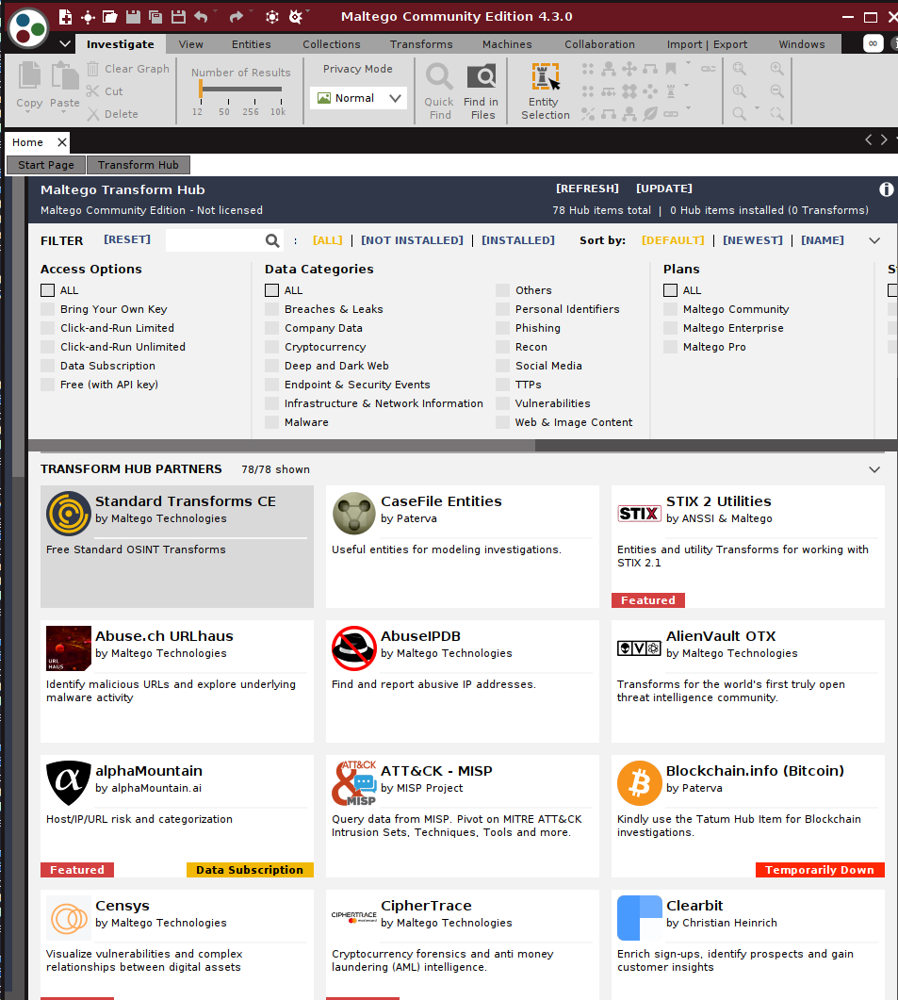 Maltego Community Edition 4.3.0
Investigate View Entities Collections Transforms Machines Collaboration Import | Export Windows
Copy Paste Clear Graph Cut Delete
Number of Results
12 50 256 10k
Privacy Mode
Normal
Quick Find
Find in Files
Entity Selection
Home
Start Page Transform Hub
Maltego Transform Hub [REFRESH] [UPDATE]
Maltego Community Edition - Not licensed 78 Hub items total | 0 Hub items installed (0 Transforms)
FILTER [RESET] : [ALL] | [NOT INSTALLED] | [INSTALLED] Sort by: [DEFAULT] | [NEWEST] | [NAME]
Access Options
ALL
Bring Your Own Key
Click-and-Run Limited
Click-and-Run Unlimited
Data Subscription
Free (with API key)
Data Categories
ALL
Breaches & Leaks
Company Data
Cryptocurrency
Deep and Dark Web
Endpoint & Security Events
Infrastructure & Network Information
Malware
Others
Personal Identifiers
Phishing
Recon
Social Media
TTPs
Vulnerabilities
Web & Image Content
Plans
ALL
Maltego Community
Maltego Enterprise
Maltego Pro
TRANSFORM HUB PARTNERS 78/78 shown
Standard Transforms CE
by Maltego Technologies
Free Standard OSINT Transforms
CaseFile Entities
by Paterva
Useful entities for modeling investigations.
STIX
STIX 2 Utilities
by ANSSI & Maltego
Entities and utility Transforms for working with
STIX 2.1
Featured
URL
HAUS
Abuse.ch URLhaus
by Maltego Technologies
Identify malicious URLs and explore underlying
malware activity
AbuseIPDB
by Maltego Technologies
Find and report abusive IP addresses.
AlienVault OTX
by Maltego Technologies
Transforms for the world's first truly open
threat intelligence community.
α
alphaMountain
by alphaMountain.ai
Host/IP/URL risk and categorization
Featured
Data Subscription
ATT&CK
&
MISP
ATT&CK - MISP
by MISP Project
Query data from MISP. Pivot on MITRE ATT&CK
Intrusion Sets, Techniques, Tools and more.
Blockchain.info (Bitcoin)
by Paterva
Kindly use the Tatum Hub Item for Blockchain
investigations.
Temporarily Down
Censys
by Maltego Technologies
Visualize vulnerabilities and complex
relationships between digital assets
CIPHERTRACE
mastercard
CipherTrace
by Maltego Technologies
Cryptocurrency forensics and anti money
laundering (AML) intelligence.
Clearbit
by Christian Heinrich
Enrich sign-ups, identify prospects and gain
customer insights